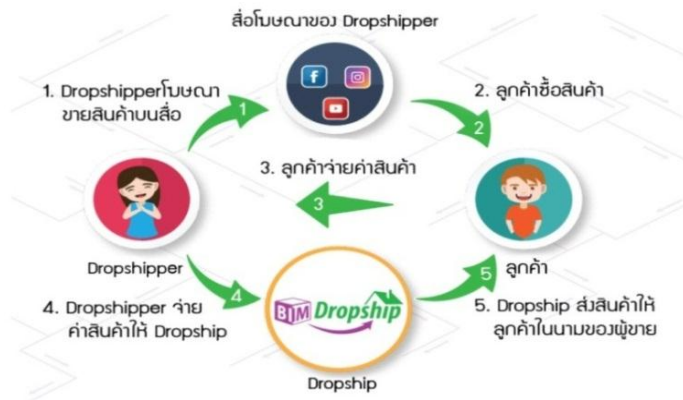 สื่อโฆษณาของ Dropshipper
1. Dropshipperโฆษณา
ขายสินค้าบนสื่อ
1
2. ลูกค้าซื้อสินค้า
2
3. ลูกค้าจ่ายค่าสินค้า
3
Dropshipper
ลูกค้า
4. Dropshipper จ่าย
ค่าสินค้าให้ Dropship
4
BIM Dropship
5
5. Dropship ส่งสินค้าให้
ลูกค้าในนามของผู้ขาย
Dropship